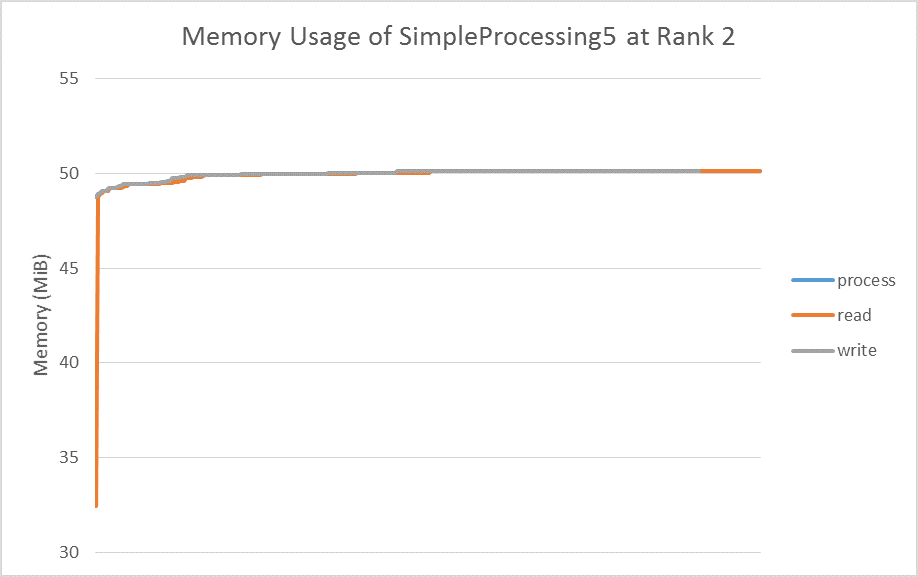 Memory Usage of SimpleProcessing5 at Rank 2
55
50
45
40
35
30
Memory (MiB)
process
read
write